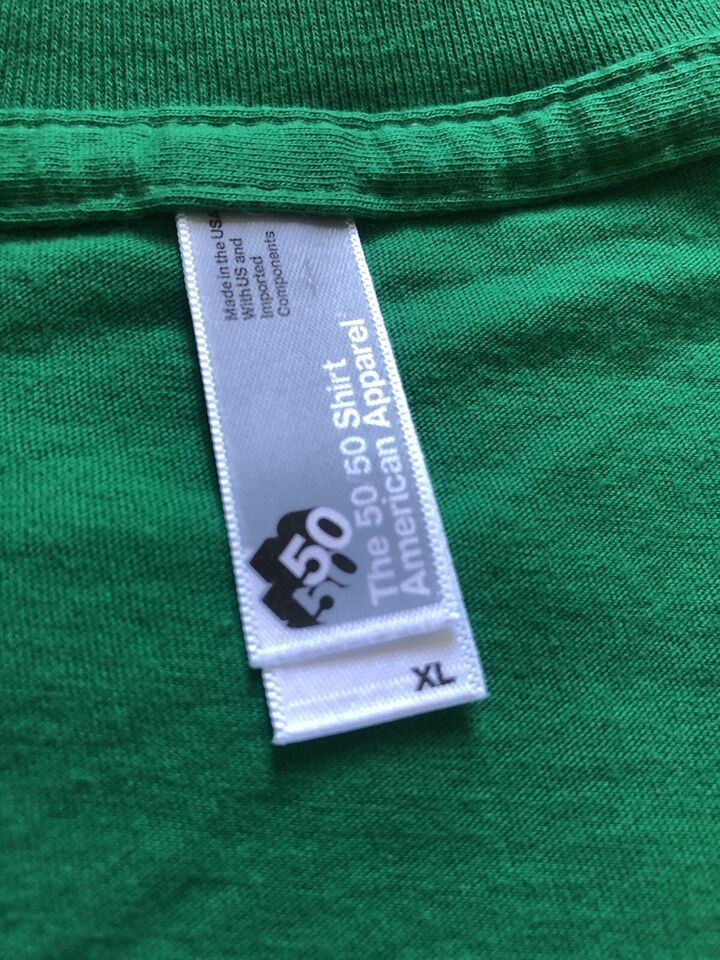 Made in the USA
With US and
Imported
Components
50
50
The 50 50 Shirt
American Apparel
XL